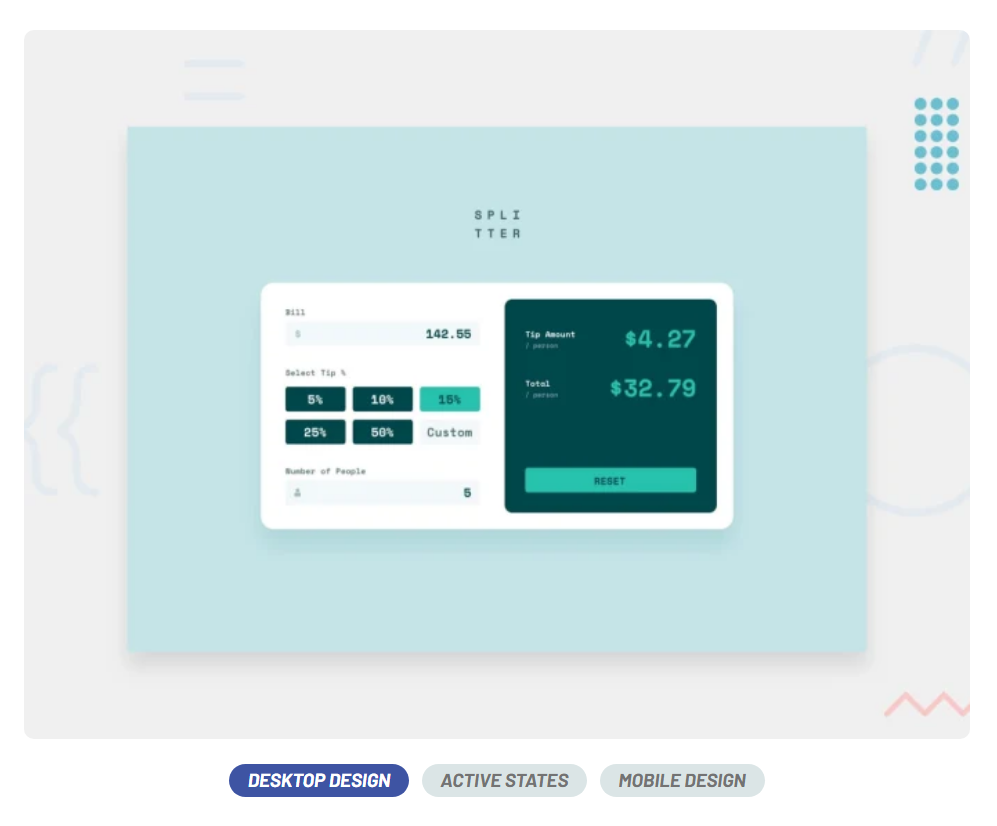 SPLI
TTER
Bill
$
142.55
Select Tip %
5% 10% 15%
25% 50% Custom
Number of People
5
Tip Amount
/ person
$4.27
Total
/ person
$32.79
RESET
DESKTOP DESIGN ACTIVE STATES MOBILE DESIGN